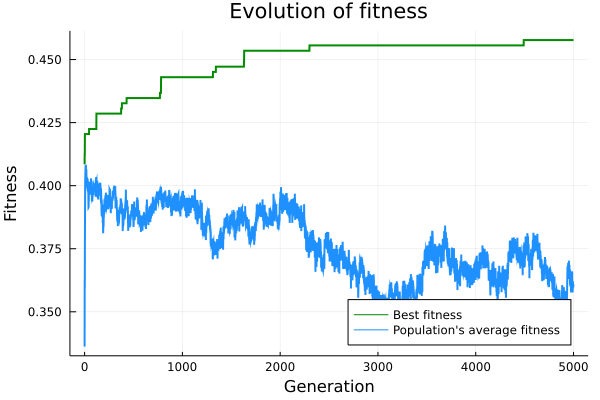 Evolution of fitness
Fitness
0.450
0.425
0.400
0.375
0.350
Best fitness
Population's average fitness
0
1000
2000
3000
4000
5000
Generation